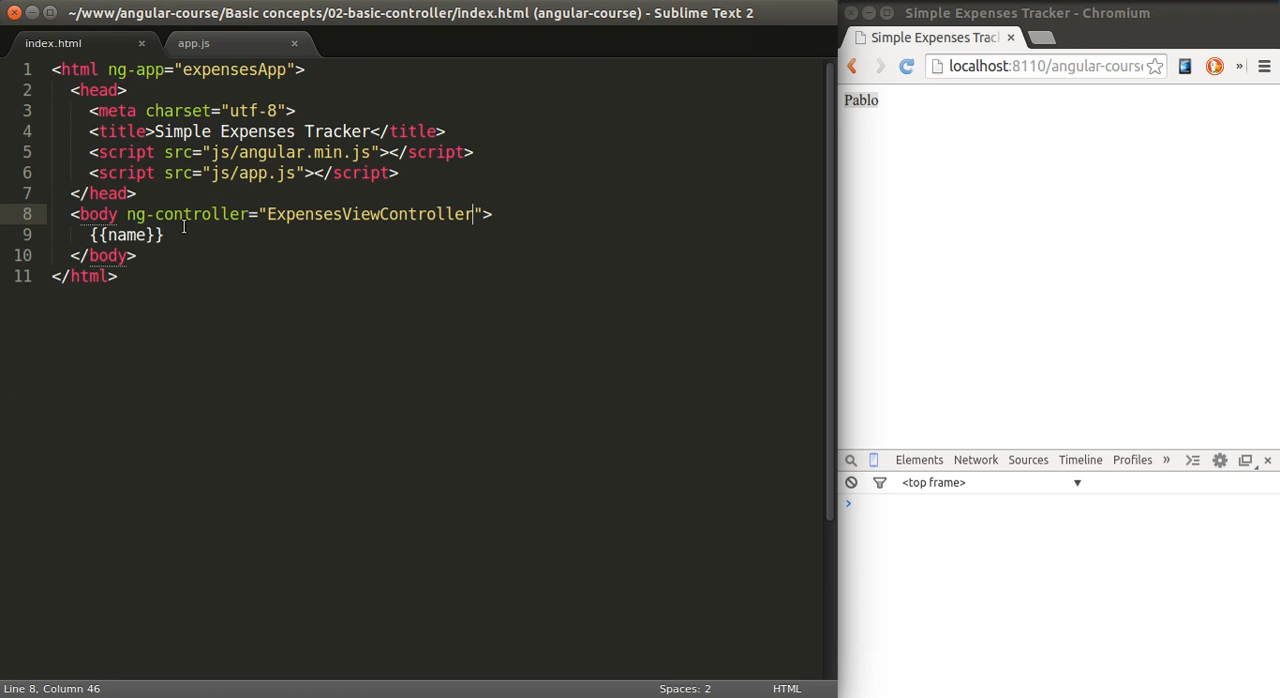 ~/www/angular-course/Basic concepts/02-basic-controller/index.html (angular-course) - Sublime Text 2
index.html
app.js
1 <html ng-app="expensesApp">
2 <head>
3 <meta charset="utf-8">
4 <title>Simple Expenses Tracker</title>
5 <script src="js/angular.min.js"></script>
6 <script src="js/app.js"></script>
7 </head>
8 <body ng-controller="ExpensesViewController">
9 {{name}}
10 </body>
11 </html>
Line 8, Column 46
Spaces: 2
HTML
Simple Expenses Tracker - Chromium
Simple Expenses Trac
localhost:8110/angular-cours
»
Pablo
Elements Network Sources Timeline Profiles »
<top frame>